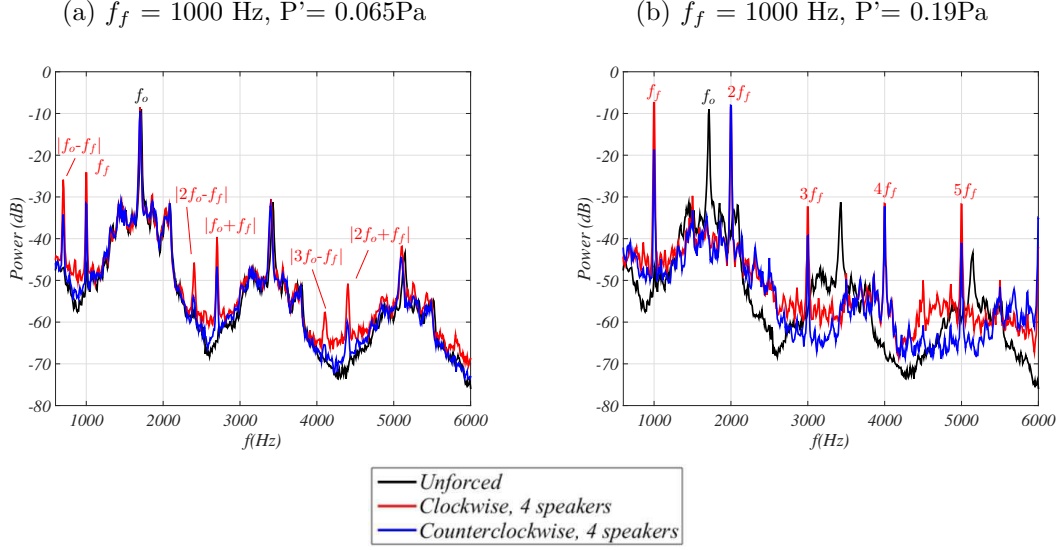 (a) f_f = 1000 Hz, P'= 0.065Pa
(b) f_f = 1000 Hz, P'= 0.19Pa
0
-10
-20
-30
-40
-50
-60
-70
-80
Power (dB)
1000
2000
3000
4000
5000
6000
f(Hz)
|f_o-f_f|
f_f
f_o
|2f_o-f_f|
|f_o+f_f|
|3f_o-f_f|
|2f_o+f_f|
0
-10
-20
-30
-40
-50
-60
-70
-80
Power (dB)
1000
2000
3000
4000
5000
6000
f(Hz)
f_f
f_o
2f_f
3f_f
4f_f
5f_f
Unforced
Clockwise, 4 speakers
Counterclockwise, 4 speakers